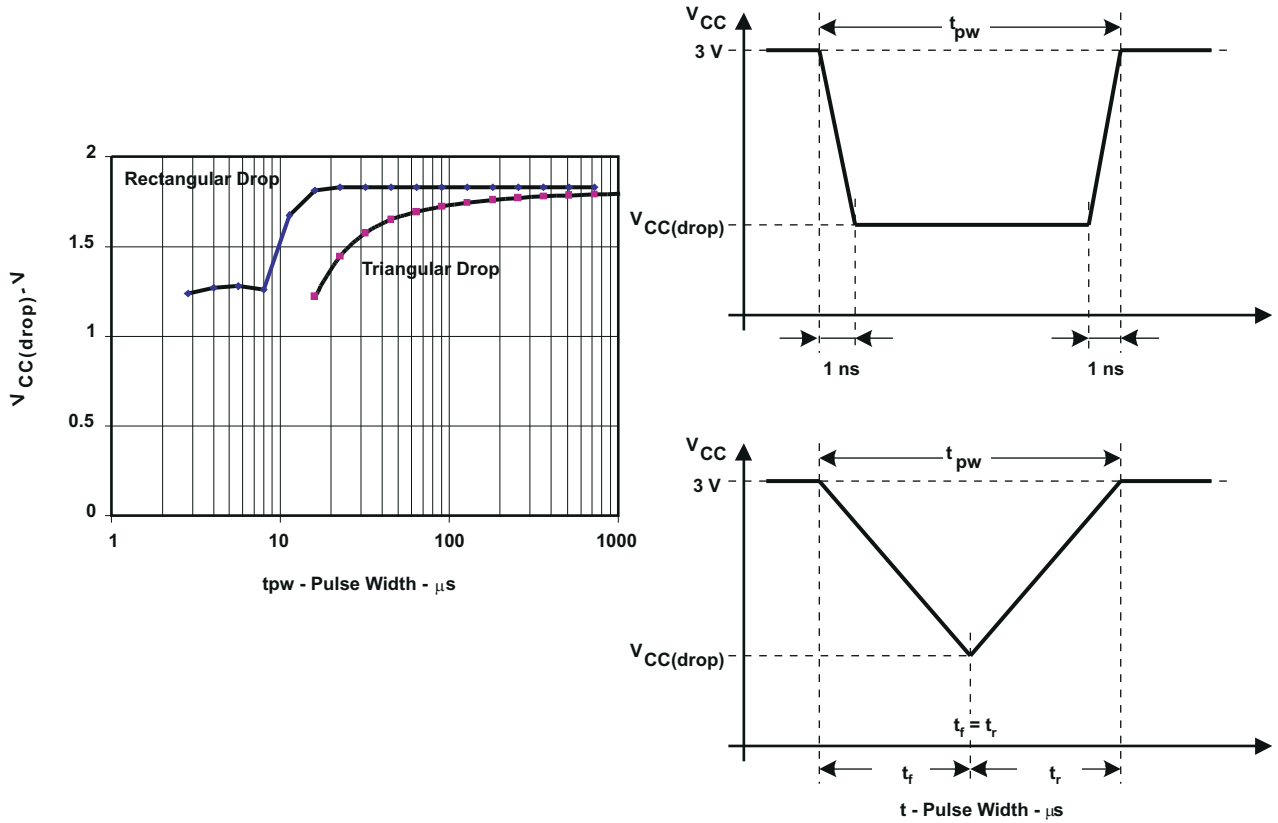 2
1.5
1
0.5
0
VCC(drop) - V
Rectangular Drop
Triangular Drop
1
10
100
1000
tpw - Pulse Width - μs
VCC
3 V
tpw
VCC(drop)
1 ns
1 ns
VCC
3 V
tpw
VCC(drop)
tf = tr
tf
tr
t - Pulse Width - μs